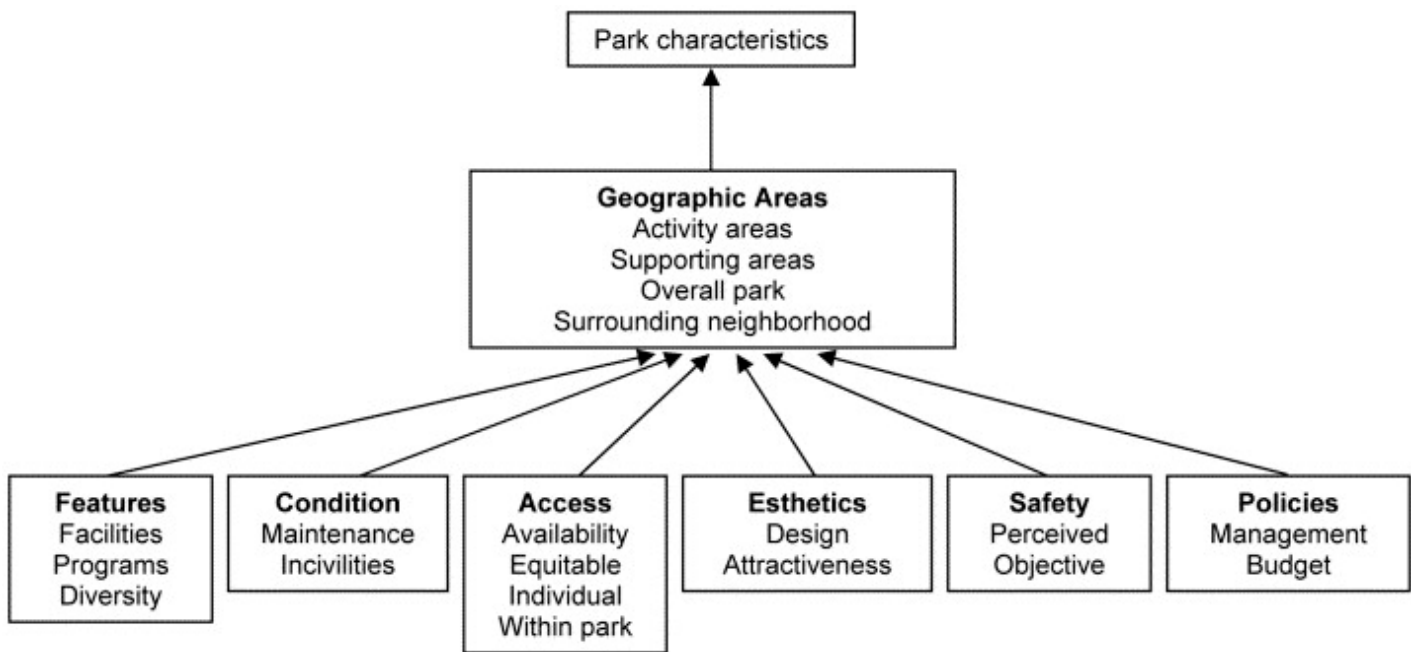 Park characteristics
Geographic Areas
Activity areas
Supporting areas
Overall park
Surrounding neighborhood
Features
Facilities
Programs
Diversity
Condition
Maintenance
Incivilities
Access
Availability
Equitable
Individual
Within park
Esthetics
Design
Attractiveness
Safety
Perceived
Objective
Policies
Management
Budget